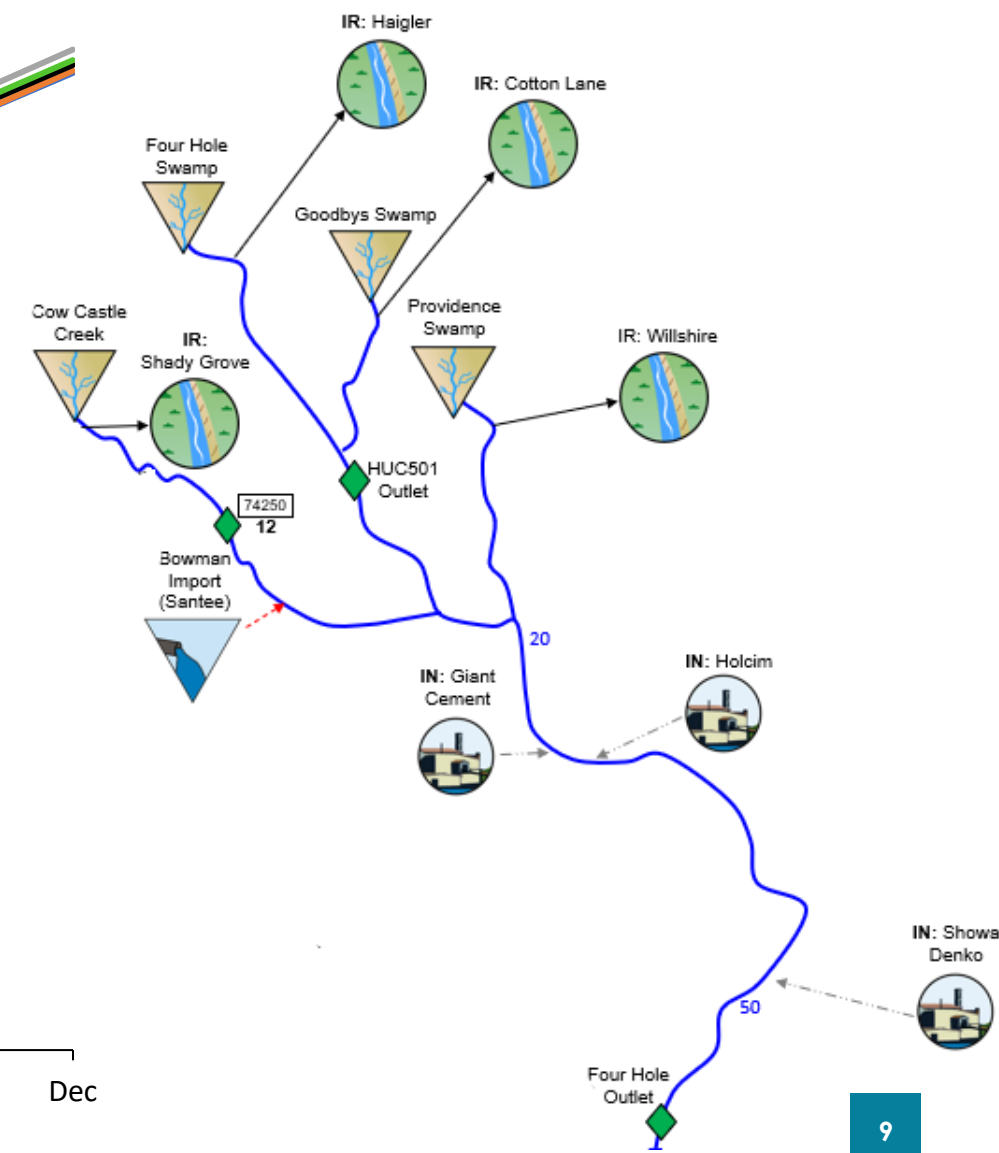 IR: Haigler
IR: Cotton Lane
Four Hole
Swamp
Goodbys Swamp
Cow Castle
Creek
IR:
Shady Grove
Providence
Swamp
IR: Willshire
HUC501
Outlet
74250
12
Bowman
Import
(Santee)
20
IN: Giant
Cement
IN: Holcim
IN: Showa
Denko
50
Four Hole
Outlet
Dec
9